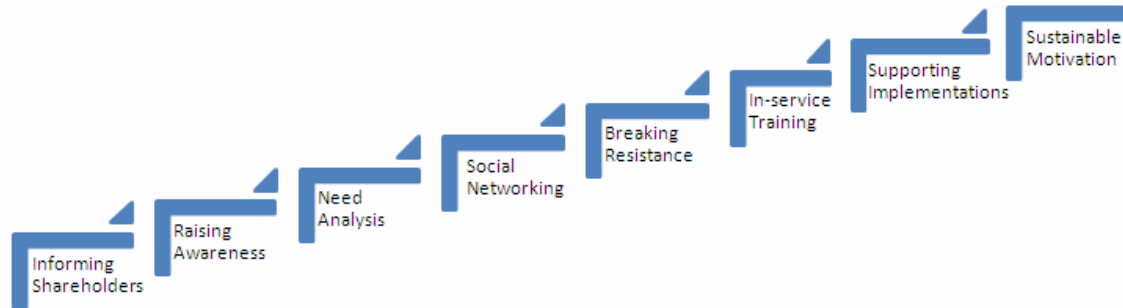 Informing
Shareholders
Raising
Awareness
Need
Analysis
Social
Networking
Breaking
Resistance
In-service
Training
Supporting
Implementations
Sustainable
Motivation